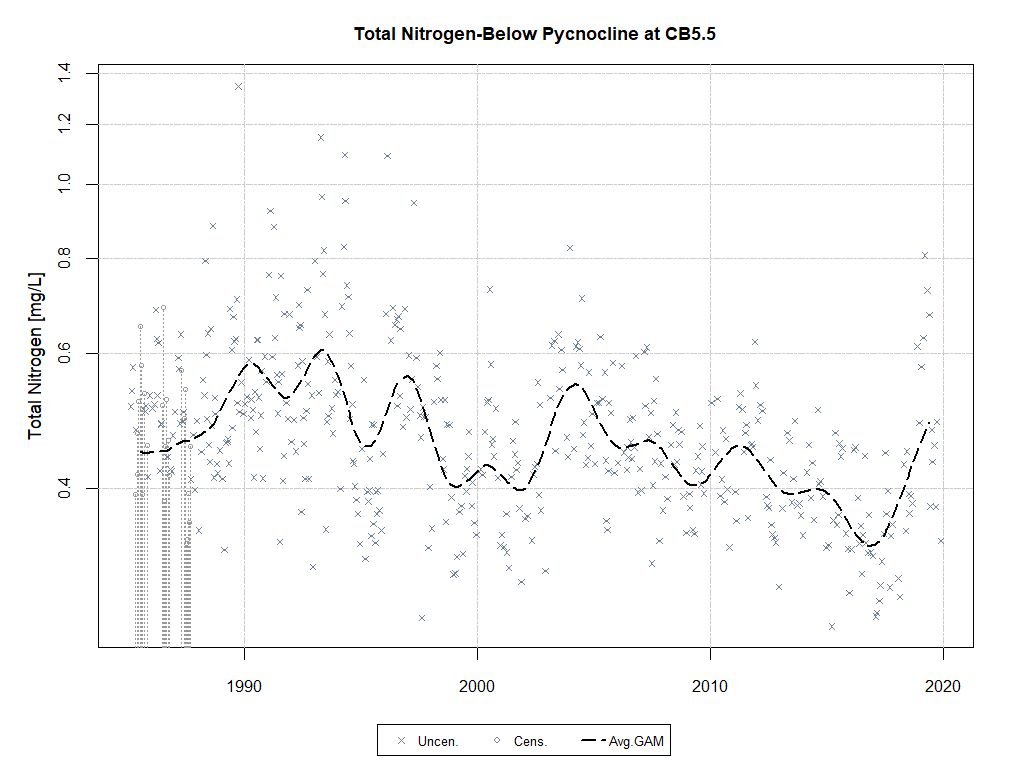 Total Nitrogen-Below Pycnocline at CB5.5
Total Nitrogen [mg/L]
1.4
1.2
1.0
0.8
0.6
0.4
1990 2000 2010 2020
Uncen. Cens. Avg.GAM